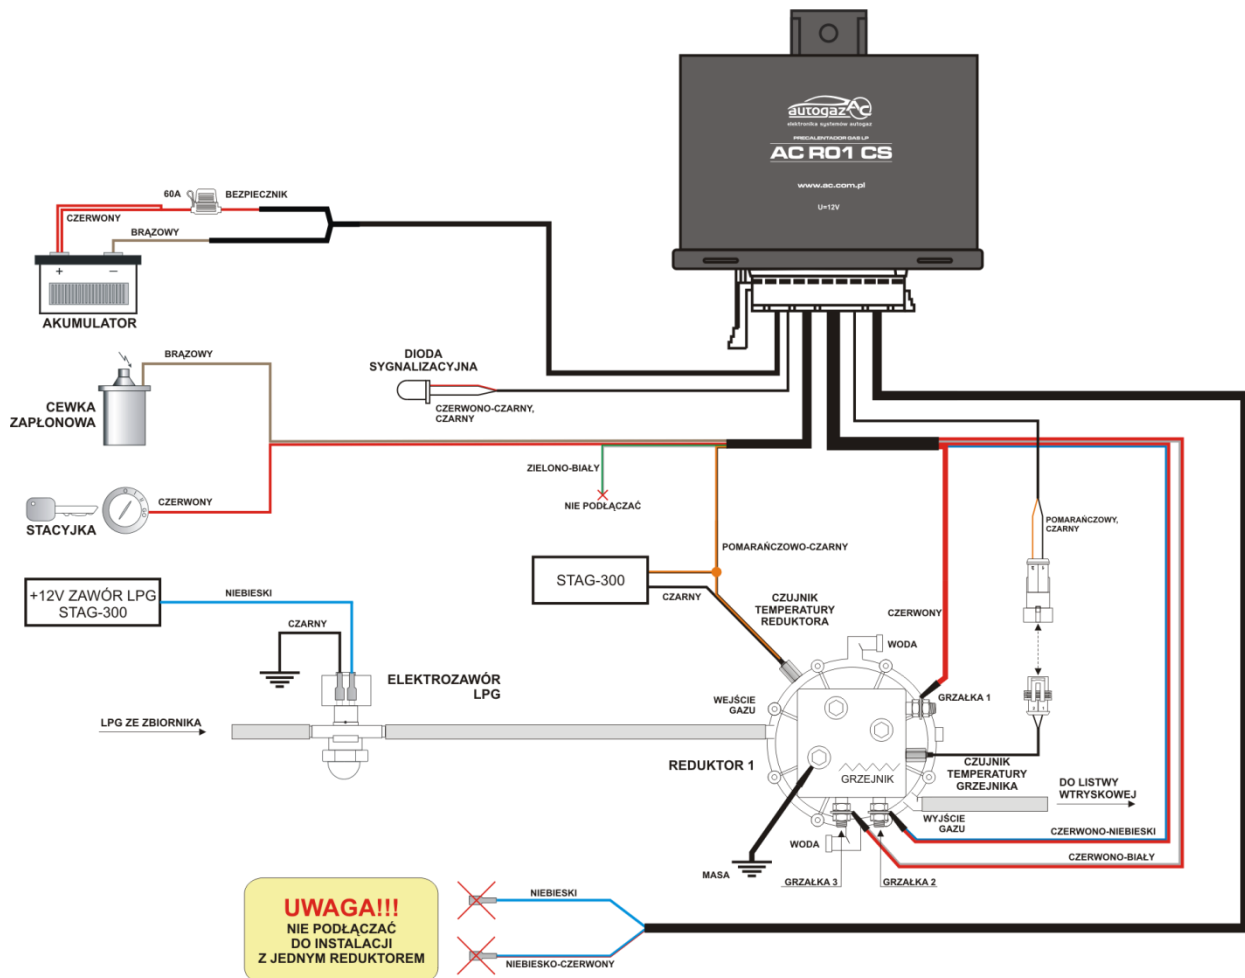 autogaz AC
elektronika systemów autogaz
PRECALENTADOR GAS LP
AC R01 CS
www.ac.com.pl
U=12V
60A
BEZPIECZNIK
CZERWONY
BRĄZOWY
+ −
AKUMULATOR
BRĄZOWY
CEWKA
ZAPŁONOWA
DIODA
SYGNALIZACYJNA
CZERWONO-CZARNY,
CZARNY
ZIELONO-BIAŁY
NIE PODŁĄCZAĆ
CZERWONY
STACYJKA
POMARAŃCZOWY,
CZARNY
POMARAŃCZOWO-CZARNY
STAG-300
CZARNY
CZUJNIK
TEMPERATURY
REDUKTORA
CZERWONY
+12V ZAWÓR LPG
STAG-300
NIEBIESKI
CZARNY
ELEKTROZAWÓR
LPG
LPG ZE ZBIORNIKA
WODA
WEJŚCIE
GAZU
GRZAŁKA 1
REDUKTOR 1
GRZEJNIK
CZUJNIK
TEMPERATURY
GRZEJNIKA
DO LISTWY
WTRYSKOWEJ
WYJŚCIE
GAZU
CZERWONO-NIEBIESKI
WODA
CZERWONO-BIAŁY
MASA
GRZAŁKA 3
GRZAŁKA 2
UWAGA!!!
NIE PODŁĄCZAĆ
DO INSTALACJI
Z JEDNYM REDUKTOREM
NIEBIESKI
NIEBIESKO-CZERWONY